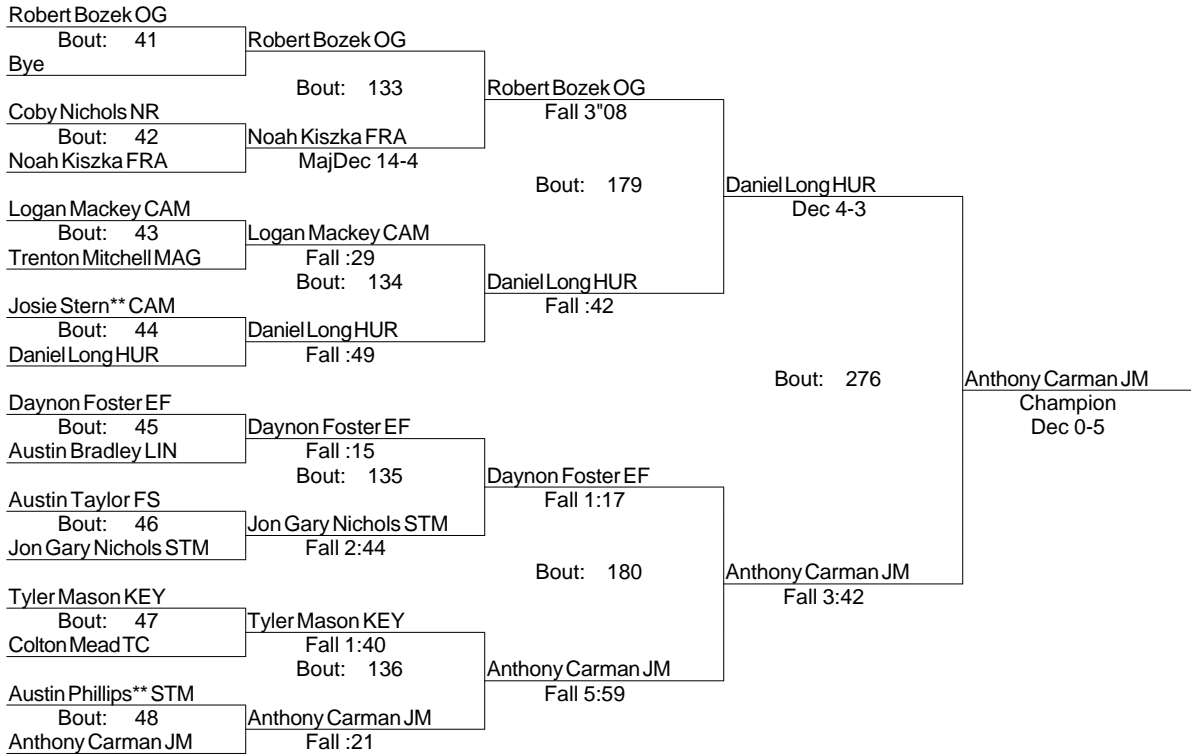 Robert Bozek OG
Bout: 41
Bye
Robert Bozek OG
Bout: 133
Coby Nichols NR
Bout: 42
Noah Kiszka FRA
Noah Kiszka FRA
MajDec 14-4
Robert Bozek OG
Fall 3"08
Bout: 179
Logan Mackey CAM
Bout: 43
Trenton Mitchell MAG
Logan Mackey CAM
Fall :29
Bout: 134
Josie Stern** CAM
Bout: 44
Daniel Long HUR
Daniel Long HUR
Fall :49
Daniel Long HUR
Fall :42
Daniel Long HUR
Dec 4-3
Bout: 276
Daynon Foster EF
Bout: 45
Austin Bradley LIN
Daynon Foster EF
Fall :15
Bout: 135
Austin Taylor FS
Bout: 46
Jon Gary Nichols STM
Jon Gary Nichols STM
Fall 2:44
Daynon Foster EF
Fall 1:17
Bout: 180
Tyler Mason KEY
Bout: 47
Colton Mead TC
Tyler Mason KEY
Fall 1:40
Bout: 136
Austin Phillips** STM
Bout: 48
Anthony Carman JM
Anthony Carman JM
Fall :21
Anthony Carman JM
Fall 5:59
Anthony Carman JM
Fall 3:42
Anthony Carman JM
Champion
Dec 0-5